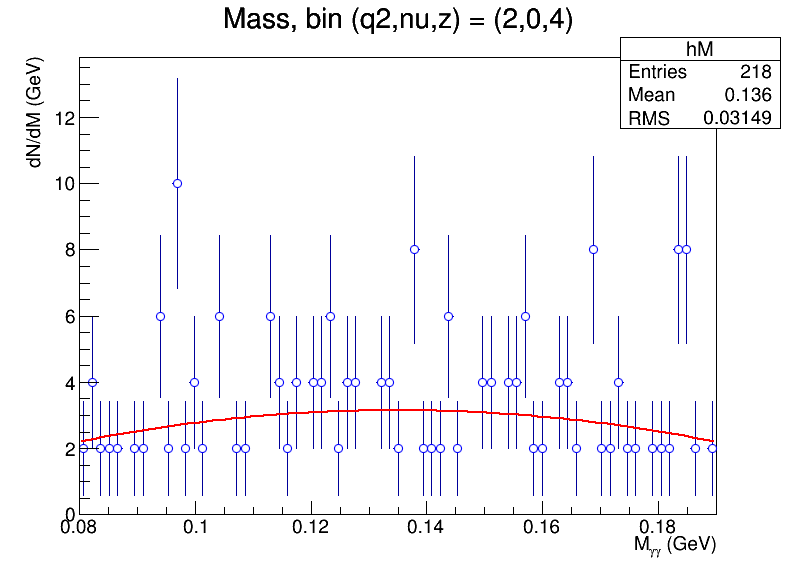 Mass, bin (q2,nu,z) = (2,0,4)
hM
Entries 218
Mean 0.136
RMS 0.03149
dN/dM (GeV)
12
10
8
6
4
2
0
0.08 0.1 0.12 0.14 0.16 0.18
Mγγ (GeV)